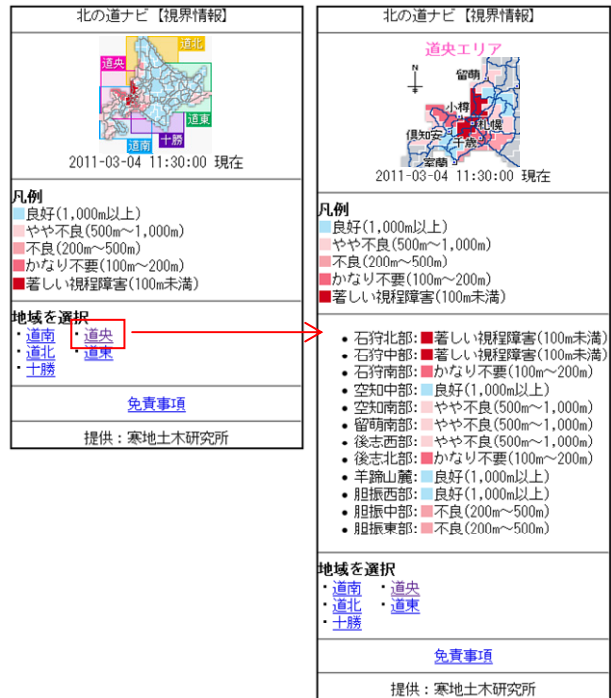 北の道ナビ【視界情報】
道北
道央
道東
道南
十勝
2011-03-04 11:30:00 現在
凡例
良好(1,000m以上)
やや不良(500m～1,000m)
不良(200m～500m)
かなり不要(100m～200m)
著しい視程障害(100m未満)
地域を選択
・道南 ・道央
・道北 ・道東
・十勝
免責事項
提供：寒地土木研究所
北の道ナビ【視界情報】
道央エリア
N
留萌
小樽
札幌
倶知安
千歳
室蘭
2011-03-04 11:30:00 現在
凡例
良好(1,000m以上)
やや不良(500m～1,000m)
不良(200m～500m)
かなり不要(100m～200m)
著しい視程障害(100m未満)
• 石狩北部:著しい視程障害(100m未満)
• 石狩中部:著しい視程障害(100m未満)
• 石狩南部:かなり不要(100m～200m)
• 空知中部:良好(1,000m以上)
• 空知南部:やや不良(500m～1,000m)
• 留萌南部:やや不良(500m～1,000m)
• 後志西部:やや不良(500m～1,000m)
• 後志北部:かなり不要(100m～200m)
• 羊蹄山麓:良好(1,000m以上)
• 胆振西部:良好(1,000m以上)
• 胆振中部:不良(200m～500m)
• 胆振東部:不良(200m～500m)
地域を選択
・道南 ・道央
・道北 ・道東
・十勝
免責事項
提供：寒地土木研究所